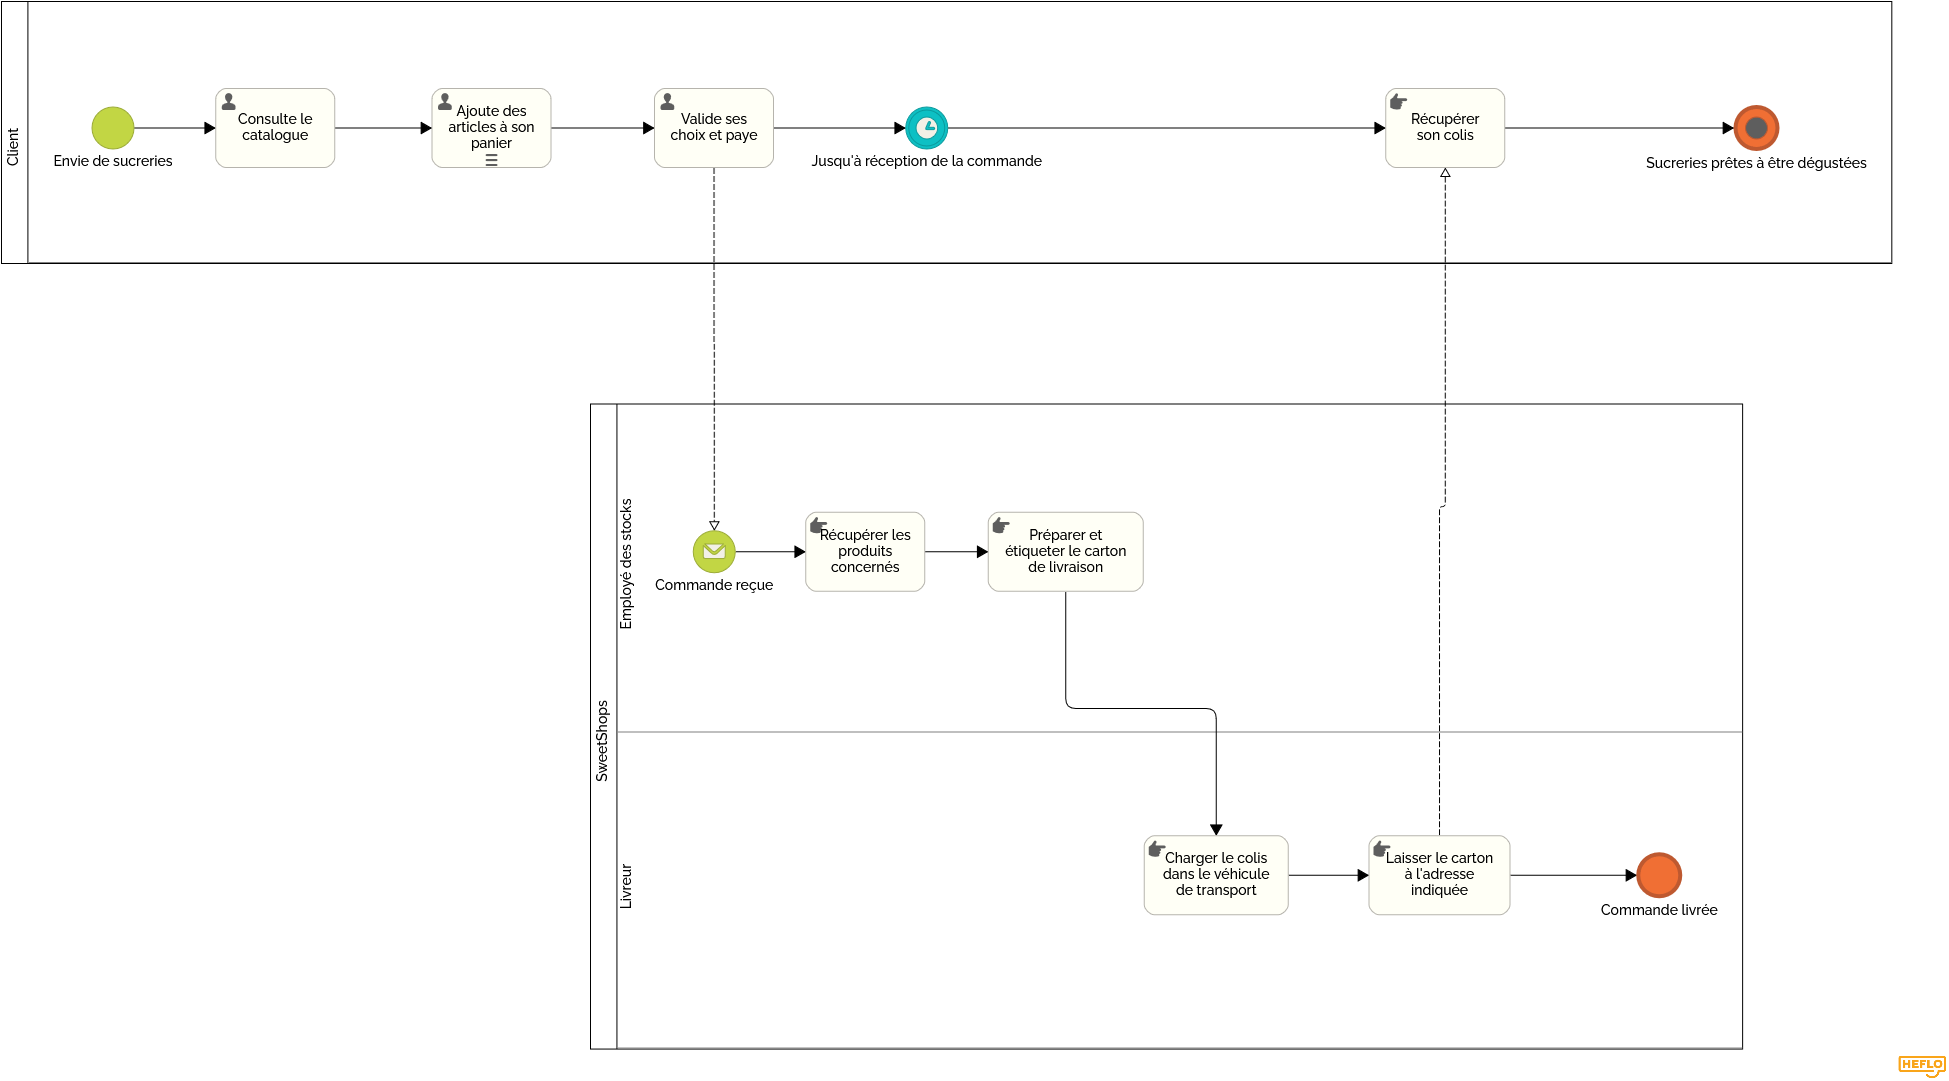 Client
Envie de sucreries
Consulte le
catalogue
Ajoute des
articles à son
panier
Valide ses
choix et paye
Jusqu'à réception de la commande
Récupérer
son colis
Sucreries prêtes à être dégustées
SweetShops
Employé des stocks
Commande reçue
Récupérer les
produits
concernés
Préparer et
étiqueter le carton
de livraison
Livreur
Charger le colis
dans le véhicule
de transport
Laisser le carton
à l'adresse
indiquée
Commande livrée
HEFLO